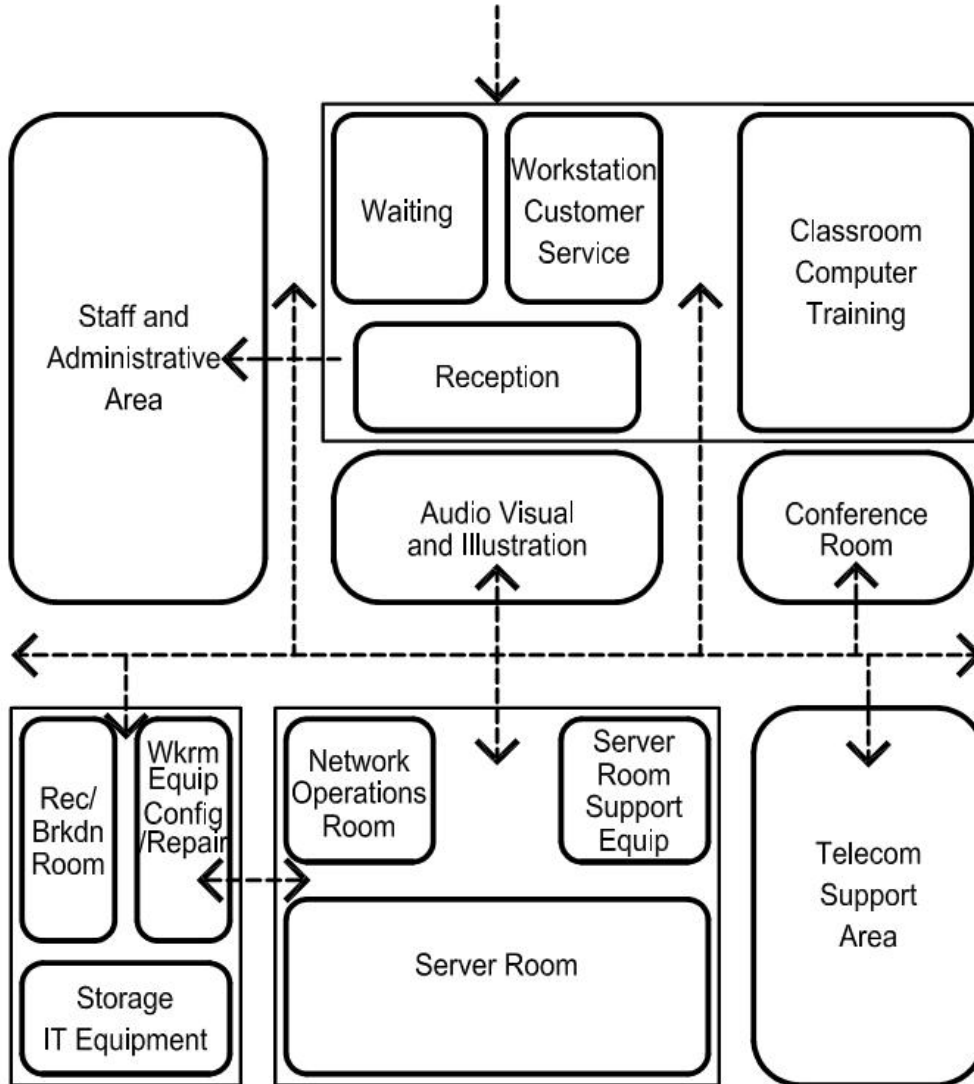 Waiting
Workstation
Customer
Service
Classroom
Computer
Training
Staff and
Administrative
Area
Reception
Audio Visual
and Illustration
Conference
Room
Rec/
Brkdn
Room
Wkrm
Equip
Config
/Repair
Network
Operations
Room
Server
Room
Support
Equip
Telecom
Support
Area
Storage
IT Equipment
Server Room